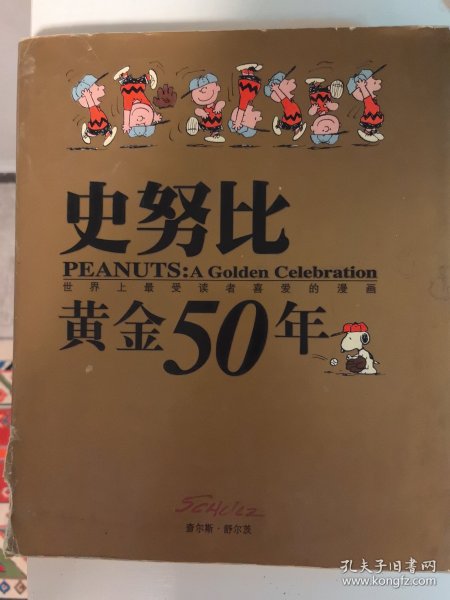 史努比
PEANUTS: A Golden Celebration
世界上最受读者喜爱的漫画
黄金50年
SCHULZ
查尔斯·舒尔茨
孔夫子旧书网
www.kongfz.com